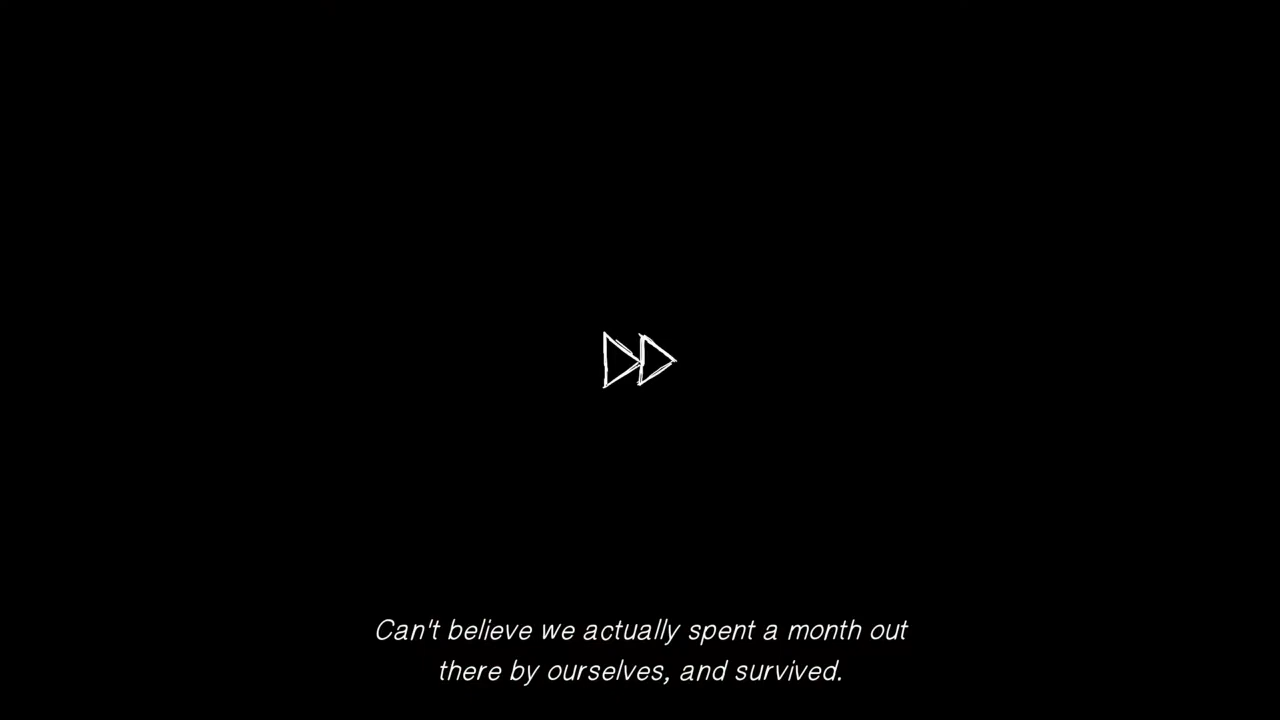 Can't believe we actually spent a month out
there by ourselves, and survived.